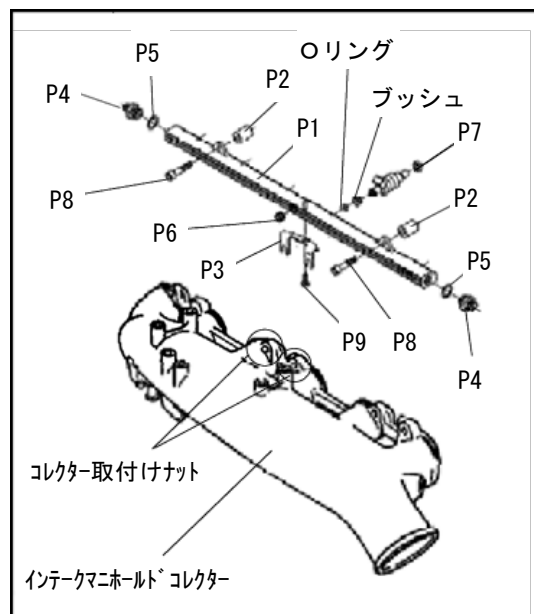 Oリング
P5
P2
ブッシュ
P4
P1
P7
P8
P2
P6
P3
P5
P9
P8
P4
コレクター取付けナット
インテークマニホールドコレクター